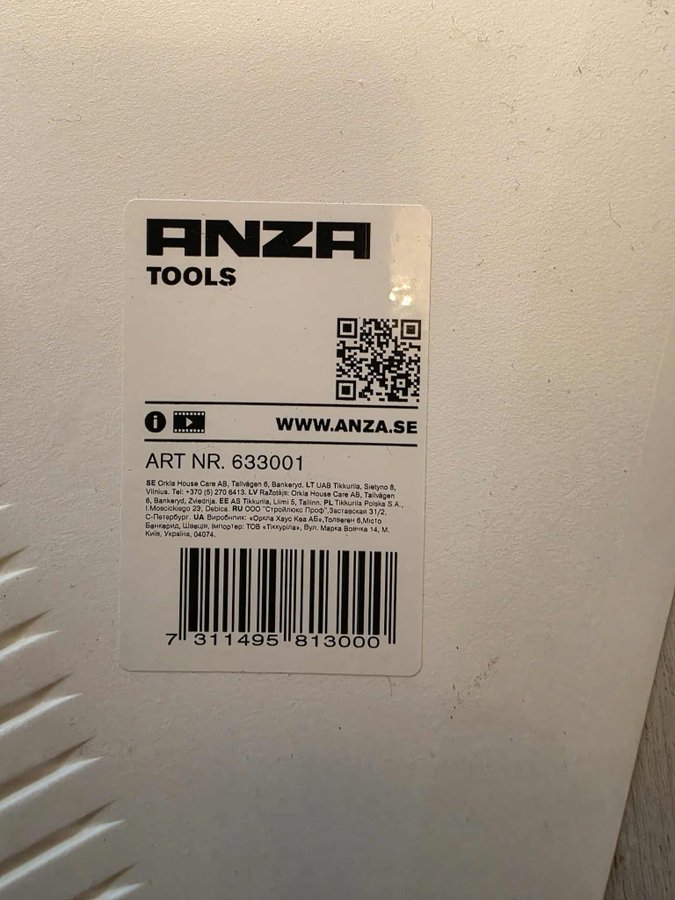 ANZA
TOOLS
WWW.ANZA.SE
ART NR. 633001
SE Orkla House Care AB, Tallvägen 6, Bankeryd. LT UAB Tikkurila, Sietyno 8,
Vilnius. Tel: +370 (5) 270 6413. LV Ražotājs: Orkla House Care AB, Tallvägen
6, Bankeryd, Zviedrija. EE AS Tikkurila, Liimi 5, Tallinn. PL Tikkurila Polska S.A.,
I.Moscickiego 23, Debica. RU ООО "Стройлюкс Проф",Заставская 31/2,
С-Петербург. UA Виробник: «Оркла Хаус Кеа АБ»,Толвеген 6,Місто
Банкерид, Швеція, Імпортер: ТОВ «Тіккуріла», Вул. Марка Вовчка 14, М.
Київ, Україна, 04074.
7 311495 813000